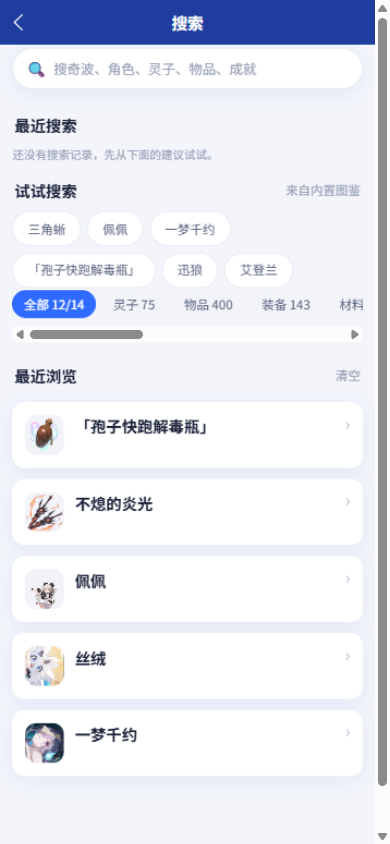 搜索
搜奇波、角色、灵子、物品、成就
最近搜索
还没有搜索记录，先从下面的建议试试。
试试搜索 来自内置图鉴
三角蜥 佩佩 一梦千约
「孢子快跑解毒瓶」 迅狼 艾登兰
全部 12/14 灵子 75 物品 400 装备 143 材料
最近浏览 清空
「孢子快跑解毒瓶」
不熄的炎光
佩佩
丝绒
一梦千约